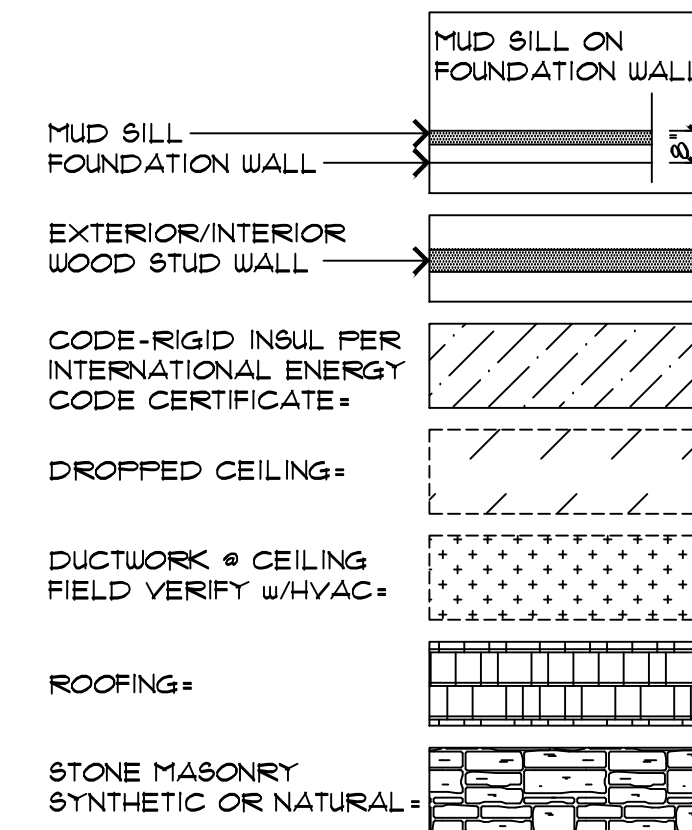 MUD SILL ON
FOUNDATION WALL
MUD SILL
FOUNDATION WALL
8"
EXTERIOR/INTERIOR
WOOD STUD WALL
CODE-RIGID INSUL PER
INTERNATIONAL ENERGY
CODE CERTIFICATE=
DROPPED CEILING=
DUCTWORK @ CEILING
FIELD VERIFY w/HVAC=
ROOFING=
STONE MASONRY
SYNTHETIC OR NATURAL=